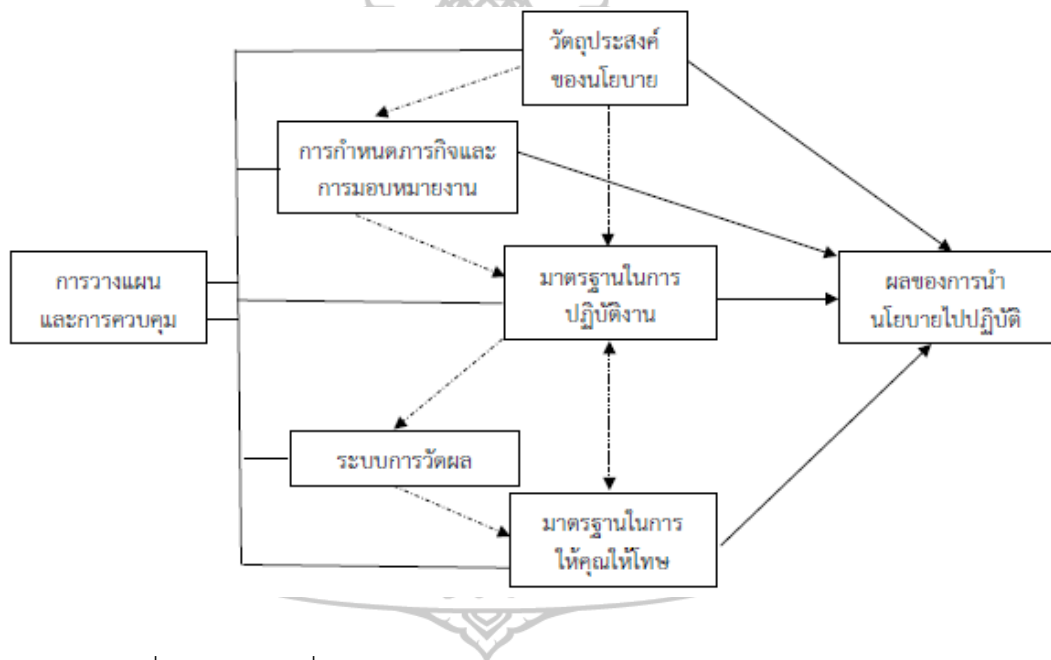 วัตถุประสงค์
ของนโยบาย
การกำหนดภารกิจและ
การมอบหมายงาน
การวางแผน
และการควบคุม
มาตรฐานในการ
ปฏิบัติงาน
ผลของการนำ
นโยบายไปปฏิบัติ
ระบบการวัดผล
มาตรฐานในการ
ให้คุณให้โทษ